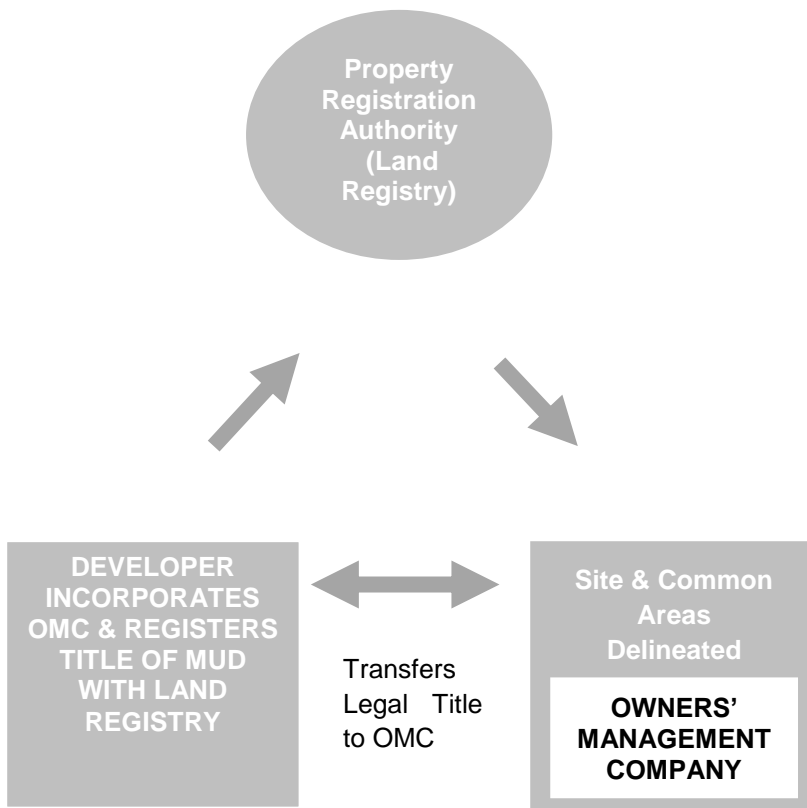 Property
Registration
Authority
(Land
Registry)
DEVELOPER
INCORPORATES
OMC & REGISTERS
TITLE OF MUD
WITH LAND
REGISTRY
Transfers
Legal Title
to OMC
Site & Common
Areas
Delineated
OWNERS’
MANAGEMENT
COMPANY